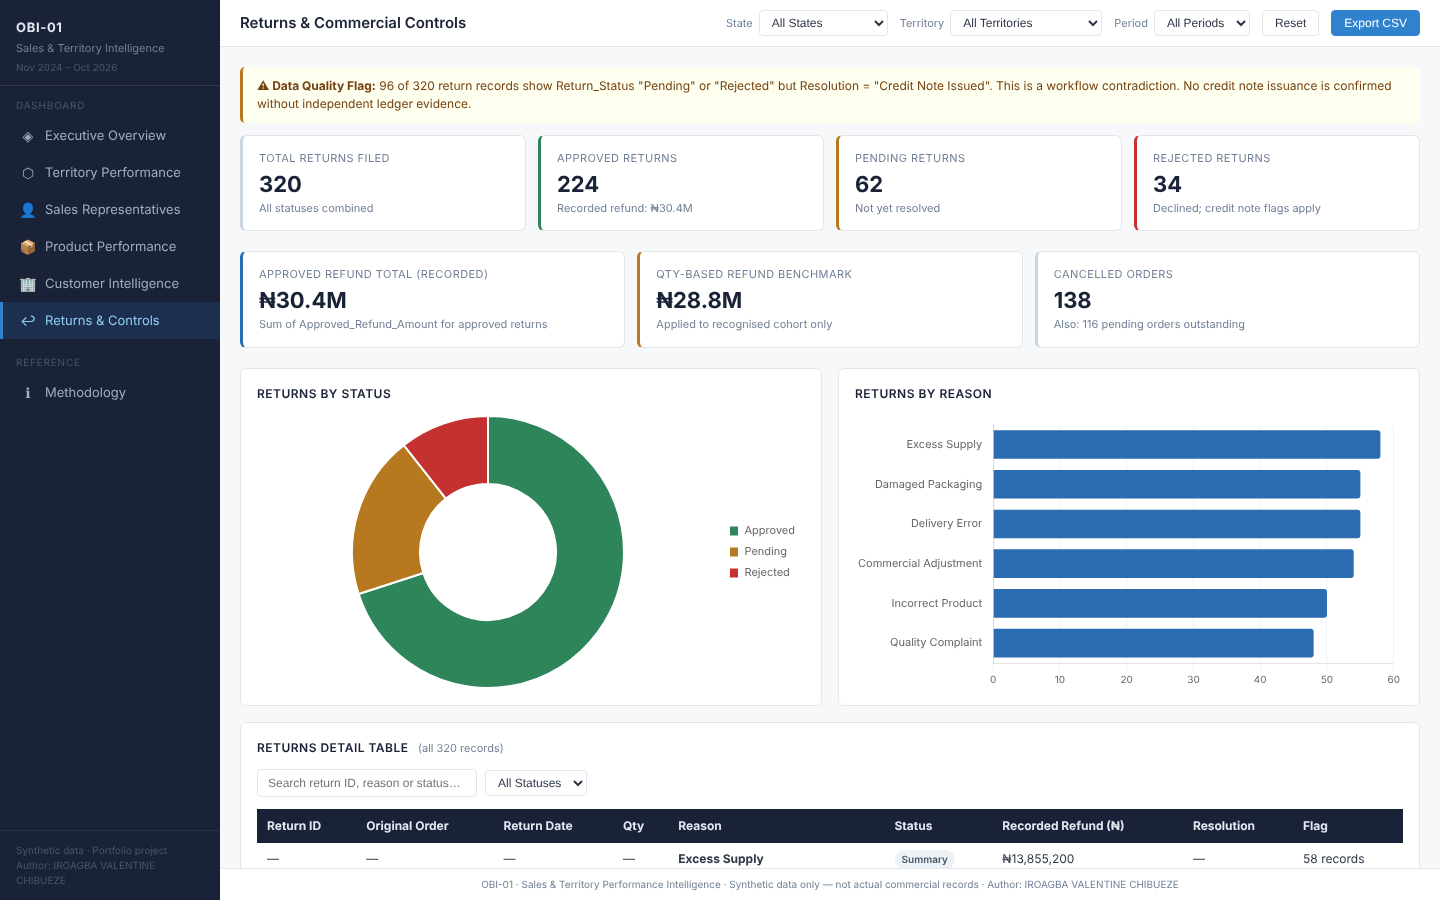 OBI-01
Sales & Territory Intelligence
Nov 2024 – Oct 2026
DASHBOARD
Executive Overview
Territory Performance
Sales Representatives
Product Performance
Customer Intelligence
Returns & Controls
REFERENCE
Methodology
Synthetic data · Portfolio project
Author: IROAGBA VALENTINE
CHIBUEZE
Returns & Commercial Controls
State All States Territory All Territories Period All Periods Reset Export CSV
⚠ Data Quality Flag: 96 of 320 return records show Return_Status "Pending" or "Rejected" but Resolution = "Credit Note Issued". This is a workflow contradiction. No credit note issuance is confirmed
without independent ledger evidence.
TOTAL RETURNS FILED
320
All statuses combined
APPROVED RETURNS
224
Recorded refund: ₦30.4M
PENDING RETURNS
62
Not yet resolved
REJECTED RETURNS
34
Declined; credit note flags apply
APPROVED REFUND TOTAL (RECORDED)
₦30.4M
Sum of Approved_Refund_Amount for approved returns
QTY-BASED REFUND BENCHMARK
₦28.8M
Applied to recognised cohort only
CANCELLED ORDERS
138
Also: 116 pending orders outstanding
RETURNS BY STATUS
Approved
Pending
Rejected
RETURNS BY REASON
Excess Supply
Damaged Packaging
Delivery Error
Commercial Adjustment
Incorrect Product
Quality Complaint
0 10 20 30 40 50 60
RETURNS DETAIL TABLE (all 320 records)
Search return ID, reason or status… All Statuses
Return ID Original Order Return Date Qty Reason Status Recorded Refund (₦) Resolution Flag
— — — — Excess Supply Summary ₦13,855,200 — 58 records
OBI-01 · Sales & Territory Performance Intelligence · Synthetic data only — not actual commercial records · Author: IROAGBA VALENTINE CHIBUEZE